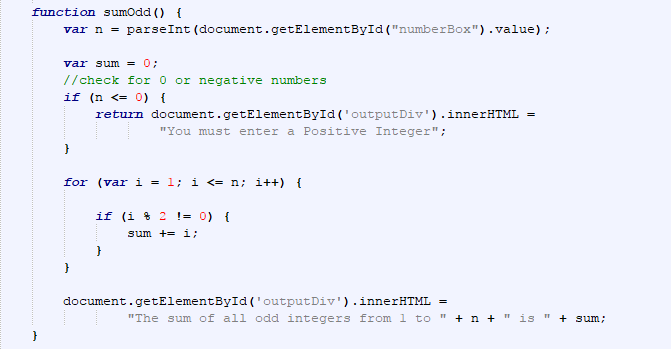 function sumOdd() {
    var n = parseInt(document.getElementById("numberBox").value);

    var sum = 0;
    //check for 0 or negative numbers
    if (n <= 0) {
        return document.getElementById('outputDiv').innerHTML =
                "You must enter a Positive Integer";
    }

    for (var i = 1; i <= n; i++) {

        if (i % 2 != 0) {
            sum += i;
        }
    }

    document.getElementById('outputDiv').innerHTML =
            "The sum of all odd integers from 1 to " + n + " is " + sum;
}